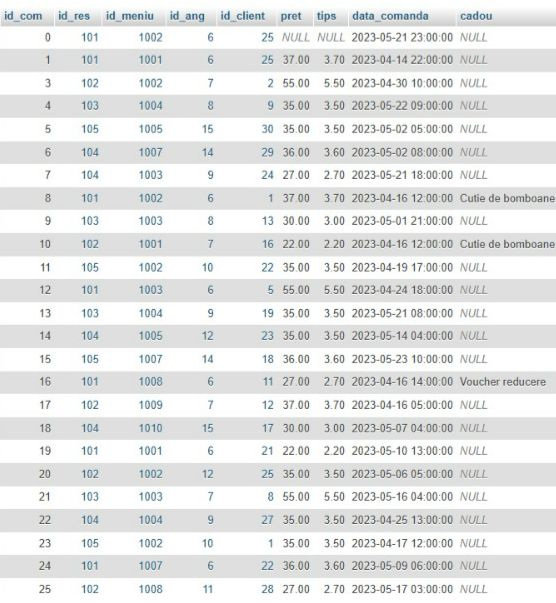 id_com id_res id_meniu id_ang id_client pret tips data_comanda cadou
0 101 1002 6 25 NULL NULL 2023-05-21 23:00:00 NULL
1 101 1001 6 25 37.00 3.70 2023-04-14 22:00:00 NULL
3 102 1002 7 2 55.00 5.50 2023-04-30 10:00:00 NULL
4 103 1004 8 9 35.00 3.50 2023-05-22 09:00:00 NULL
5 105 1005 15 30 35.00 3.50 2023-05-02 05:00:00 NULL
6 104 1007 14 29 36.00 3.60 2023-05-02 08:00:00 NULL
7 104 1003 9 24 27.00 2.70 2023-05-21 18:00:00 NULL
8 101 1002 6 1 37.00 3.70 2023-04-16 12:00:00 Cutie de bomboane
9 103 1003 8 13 30.00 3.00 2023-05-01 21:00:00 NULL
10 102 1001 7 16 22.00 2.20 2023-04-16 12:00:00 Cutie de bomboane
11 105 1002 10 22 35.00 3.50 2023-04-19 17:00:00 NULL
12 101 1003 6 5 55.00 5.50 2023-04-24 18:00:00 NULL
13 103 1004 9 19 35.00 3.50 2023-05-21 08:00:00 NULL
14 104 1005 12 23 35.00 3.50 2023-05-14 04:00:00 NULL
15 105 1007 14 18 36.00 3.60 2023-05-23 10:00:00 NULL
16 101 1008 6 11 27.00 2.70 2023-04-16 14:00:00 Voucher reducere
17 102 1009 7 12 37.00 3.70 2023-04-16 05:00:00 NULL
18 104 1010 15 17 30.00 3.00 2023-05-07 04:00:00 NULL
19 101 1001 6 21 22.00 2.20 2023-05-10 13:00:00 NULL
20 102 1002 12 25 35.00 3.50 2023-05-06 05:00:00 NULL
21 103 1003 7 8 55.00 5.50 2023-05-16 04:00:00 NULL
22 104 1004 9 27 35.00 3.50 2023-04-25 13:00:00 NULL
23 105 1002 10 1 35.00 3.50 2023-04-17 12:00:00 NULL
24 101 1007 6 22 36.00 3.60 2023-05-09 06:00:00 NULL
25 102 1008 11 28 27.00 2.70 2023-05-17 03:00:00 NULL